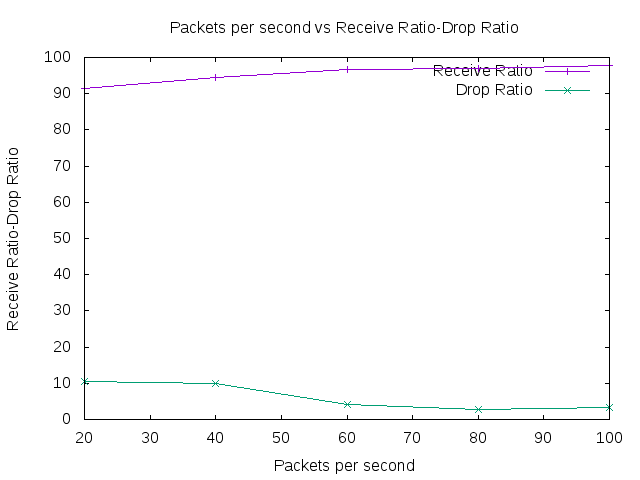 Packets per second vs Receive Ratio-Drop Ratio
Receive Ratio
Drop Ratio
Receive Ratio-Drop Ratio
100
90
80
70
60
50
40
30
20
10
0
20 30 40 50 60 70 80 90 100
Packets per second